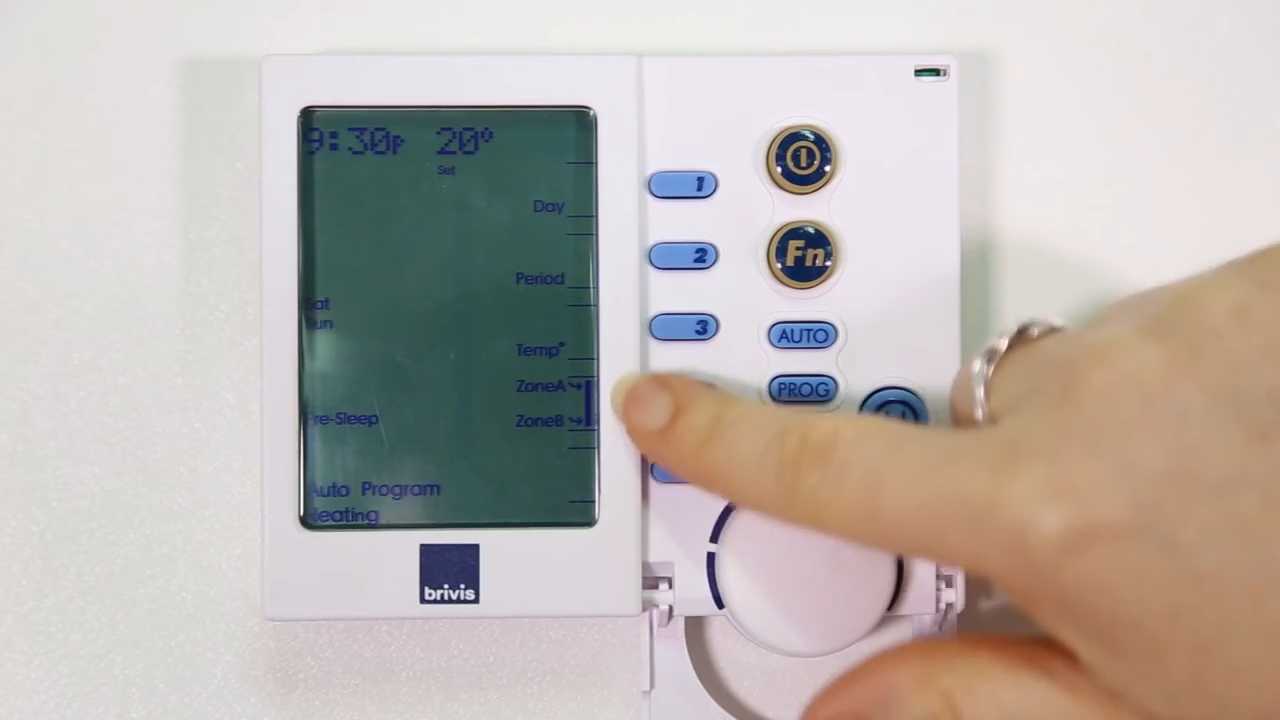 9:30P 20°
Set
Day
Period
Sat
Sun
Temp°
ZoneA
Pre-Sleep
ZoneB
Auto Program
Heating
brivis
1
2
3
Fn
AUTO
PROG